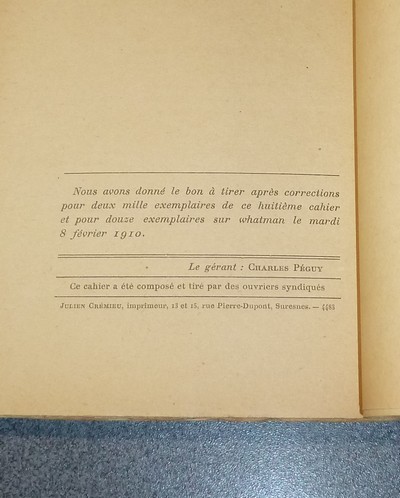 Nous avons donné le bon à tirer après corrections
pour deux mille exemplaires de ce huitième cahier
et pour douze exemplaires sur whatman le mardi
8 février 1910.
Le gérant : CHARLES PÉGUY
Ce cahier a été composé et tiré par des ouvriers syndiqués
JULIEN CRÉMIEU, imprimeur, 13 et 15, rue Pierre-Dupont, Suresnes. —